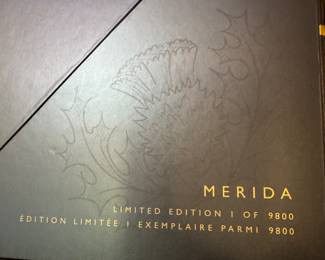 MERIDA
LIMITED EDITION 1 OF 9800
ÉDITION LIMITÉE 1 EXEMPLAIRE PARMI 9800